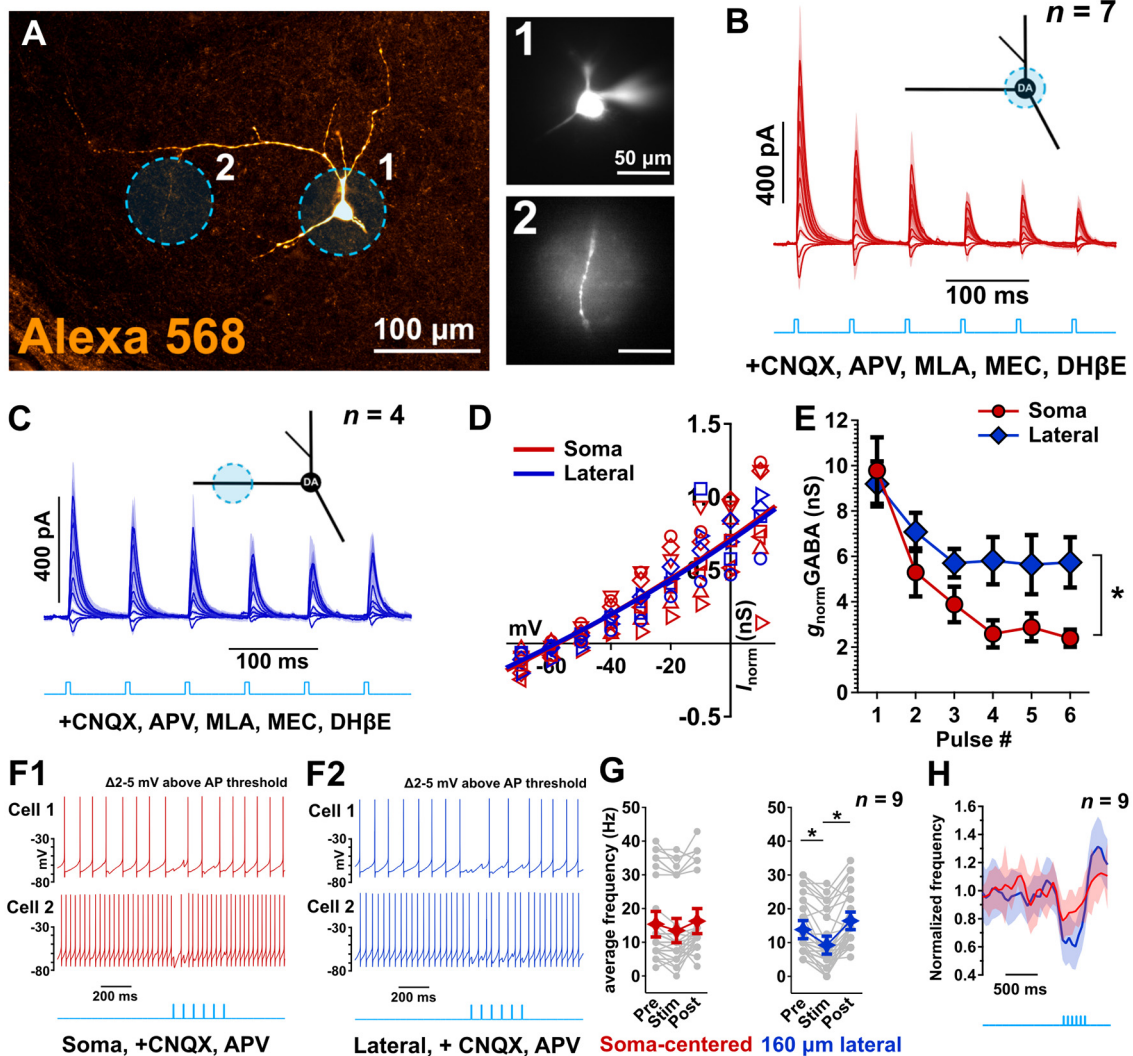 A
1
2
Alexa 568
100 µm
1
50 µm
2
B
n = 7
DA
400 pA
100 ms
+CNQX, APV, MLA, MEC, DHβE
C
n = 4
DA
400 pA
100 ms
+CNQX, APV, MLA, MEC, DHβE
D
Soma
Lateral
1.5
1.0
0.5
-0.5
mV
-60
-40
-20
Inorm (nS)
E
Soma
Lateral
gnorm GABA (nS)
12
10
8
6
4
2
0
*
1 2 3 4 5 6
Pulse #
F1
Δ2-5 mV above AP threshold
Cell 1
-30
mV
-80
Cell 2
-30
-80
200 ms
Soma, +CNQX, APV
F2
Δ2-5 mV above AP threshold
Cell 1
-30
-80
Cell 2
-30
-80
200 ms
Lateral, + CNQX, APV
G
n = 9
average frequency (Hz)
50
40
30
20
10
0
Pre Stim Post
Soma-centered
50
40
30
20
10
0
* *
Pre Stim Post
160 µm lateral
H
n = 9
Normalized frequency
1.6
1.4
1.2
1.0
0.8
0.6
0.4
500 ms